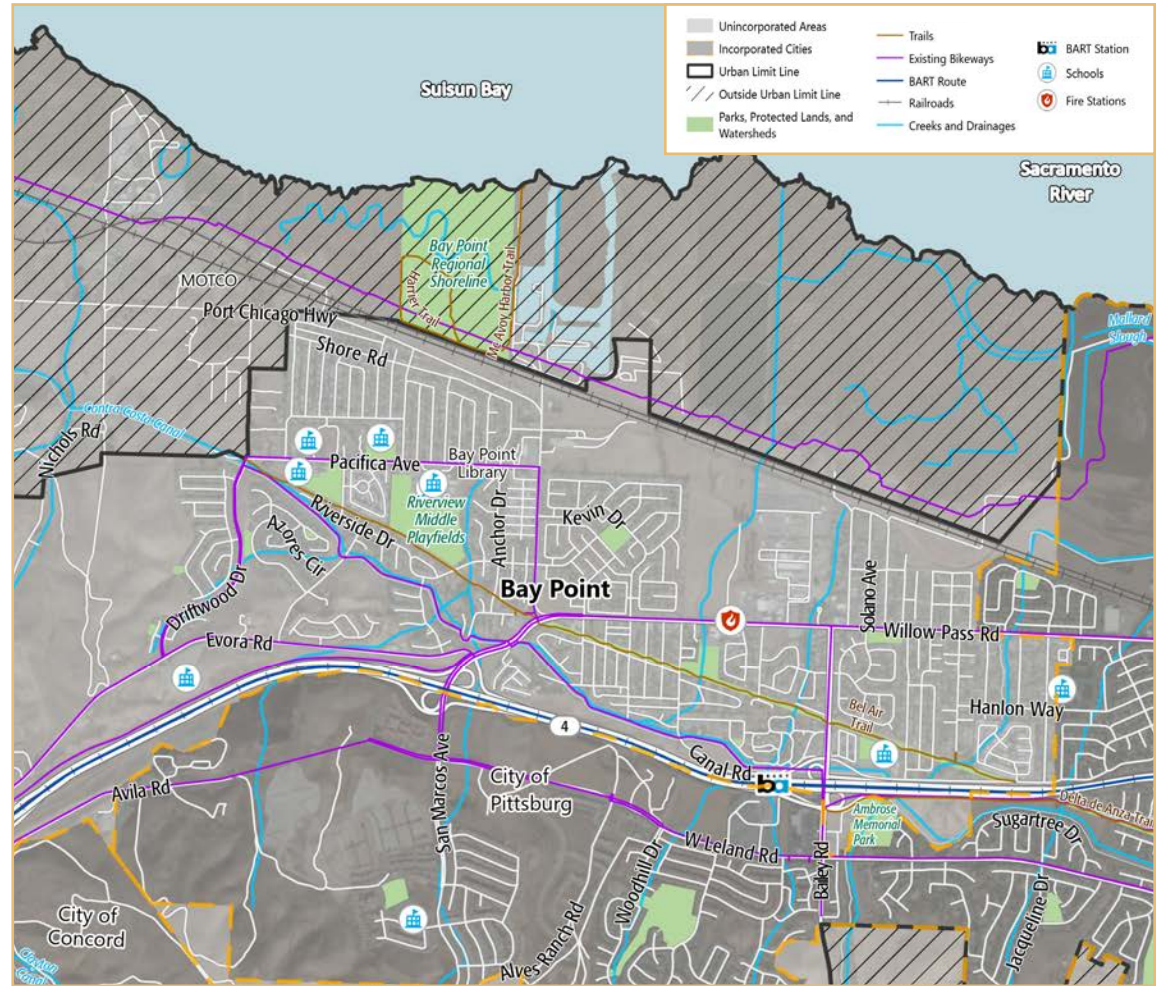 Unincorporated Areas
Incorporated Cities
Urban Limit Line
Outside Urban Limit Line
Parks, Protected Lands, and
Watersheds
Trails
Existing Bikeways
BART Route
Railroads
Creeks and Drainages
ba
BART Station
Schools
Fire Stations
Suisun Bay
Sacramento
River
Bay Point
Regional
Shoreline
Harrier Trail
Mc Avoy Harbor Trail
MOTCO
Port Chicago Hwy
Shore Rd
Mallard
Slough
Contra Costa Canal
Nichols Rd
Pacifica Ave
Bay Point
Library
Riverview
Middle
Playfields
Riverside Dr
Azores Cir
Anchor Dr
Kevin Dr
Driftwood Dr
Bay Point
Solano Ave
Willow Pass Rd
Evora Rd
Hanlon Way
Bel Air
Trail
4
Canal Rd
ba
San Marcos Ave
City of
Pittsburg
Avila Rd
Ambrose
Memorial
Park
Delta de Anza Trail
Sugartree Dr
W Leland Rd
Bailey Rd
Woodhill Dr
Jacqueline Dr
Alves Ranch Rd
City of
Concord
Clayton
Canal